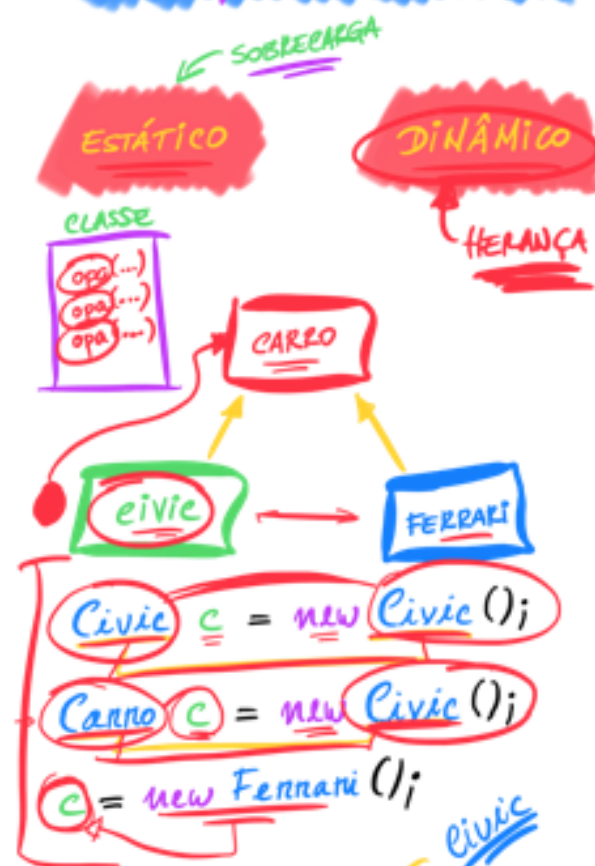 SOBRECARGA
ESTÁTICO
DINÂMICO
HERANÇA
CLASSE
opa(...)
opa(...)
opa(...)
CARRO
CIVIC
FERRARI
Civic c = new Civic();
Carro c = new Civic();
c = new Ferrari();
Civic